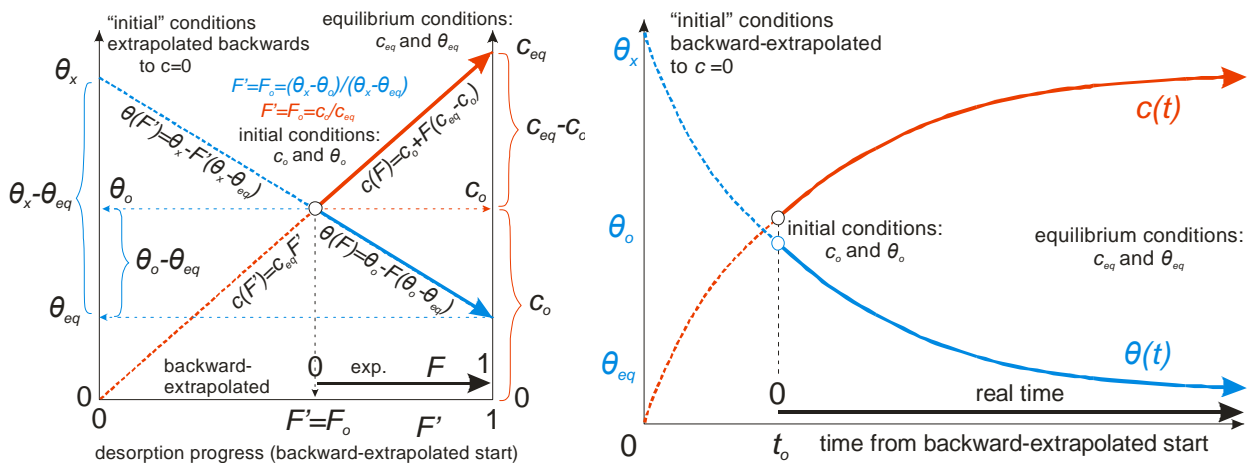 “initial” conditions
extrapolated backwards
to c=0
equilibrium conditions:
c_eq and θ_eq
c_eq
θ_x
F'=F_o=(θ_x-θ_o)/(θ_x-θ_eq)
F'=F_o=c_o/c_eq
initial conditions:
c_o and θ_o
θ(F')=θ_x-F'(θ_x-θ_eq)
c(F)=c_o+F(c_eq-c_o)
c_eq-c_o
θ_x-θ_eq
θ_o
c_o
θ_o-θ_eq
c(F')=c_eqF'
θ(F)=θ_o-F(θ_o-θ_eq)
c_o
θ_eq
backward-
extrapolated
0
exp.
F
1
0
0
0
F'=F_o
F'
1
desorption progress (backward-extrapolated start)
“initial” conditions
backward-extrapolated
to c =0
θ_x
c(t)
θ_o
initial conditions:
c_o and θ_o
equilibrium conditions:
c_eq and θ_eq
θ_eq
θ(t)
0
real time
0
t_o
time from backward-extrapolated start